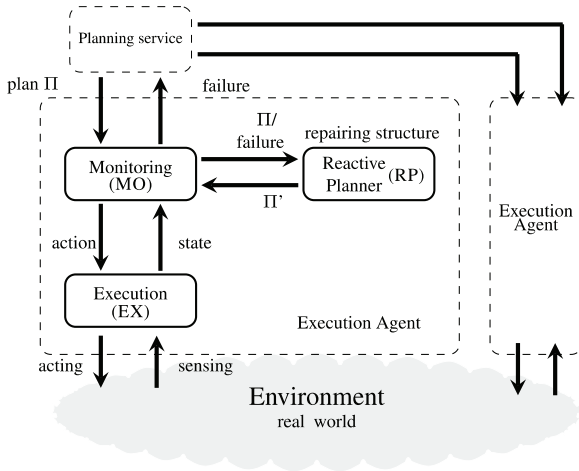 Planning service
plan Π
failure
Π/
failure
repairing structure
Monitoring
(MO)
Reactive
Planner
(RP)
Π'
action
state
Execution
Agent
Execution
(EX)
Execution Agent
acting
sensing
Environment
real world